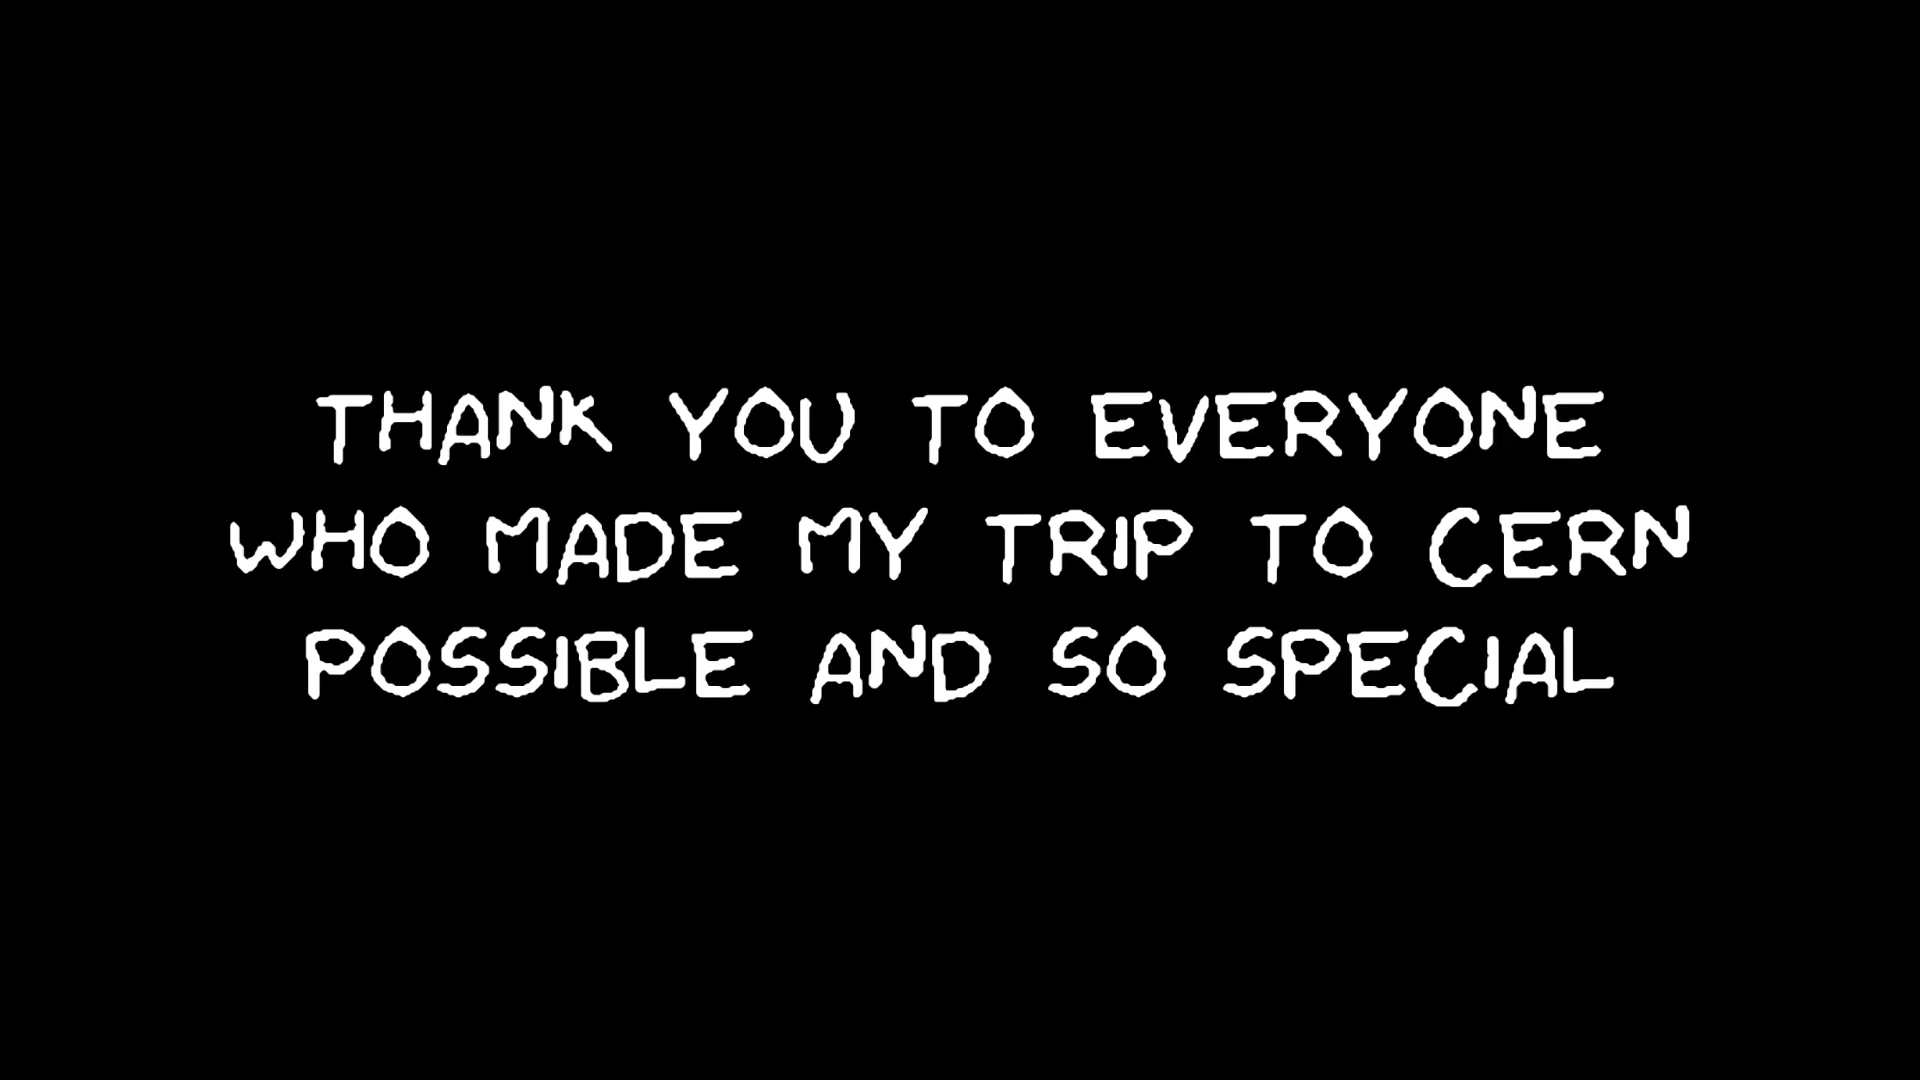 THANK YOU TO EVERYONE
WHO MADE MY TRIP TO CERN
POSSIBLE AND SO SPECIAL